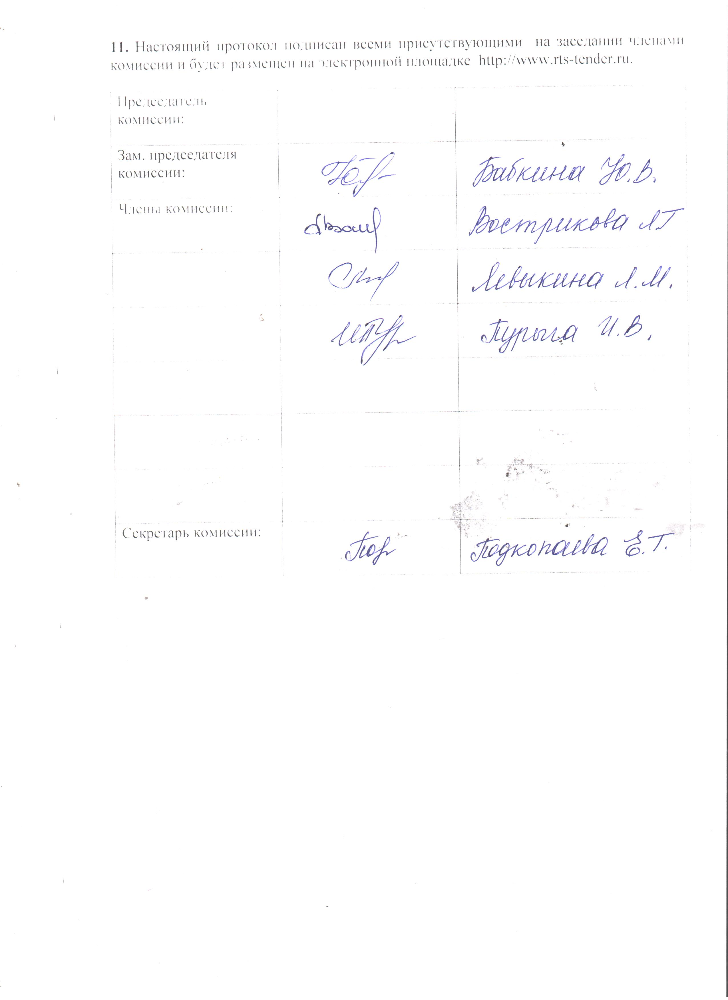 11. Настоящий протокол подписан всеми присутствующими на заседании членами
комиссии и будет размещен на электронной площадке http://www.rts-tender.ru.
Председатель
комиссии:
Зам. председателя
комиссии:
Бабкина Ю.В.
Члены комиссии:
Вострикова Л.Г
Левыкина Л.М.
Пурыга И.В.
Секретарь комиссии:
Подкопаева Е.Т.